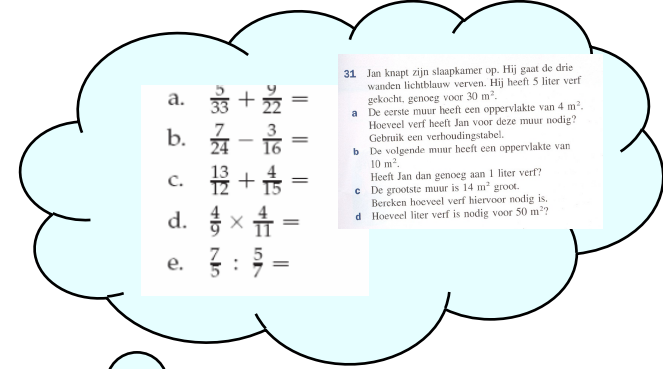 a. 5/33 + 9/22 =
b. 7/24 − 3/16 =
c. 13/12 + 4/15 =
d. 4/9 × 4/11 =
e. 7/5 : 5/7 =
31 Jan knapt zijn slaapkamer op. Hij gaat de drie
wanden lichtblauw verven. Hij heeft 5 liter verf
gekocht, genoeg voor 30 m².
a De eerste muur heeft een oppervlakte van 4 m².
Hoeveel verf heeft Jan voor deze muur nodig?
Gebruik een verhoudingstabel.
b De volgende muur heeft een oppervlakte van
10 m².
Heeft Jan dan genoeg aan 1 liter verf?
c De grootste muur is 14 m² groot.
Bereken hoeveel verf hiervoor nodig is.
d Hoeveel liter verf is nodig voor 50 m²?